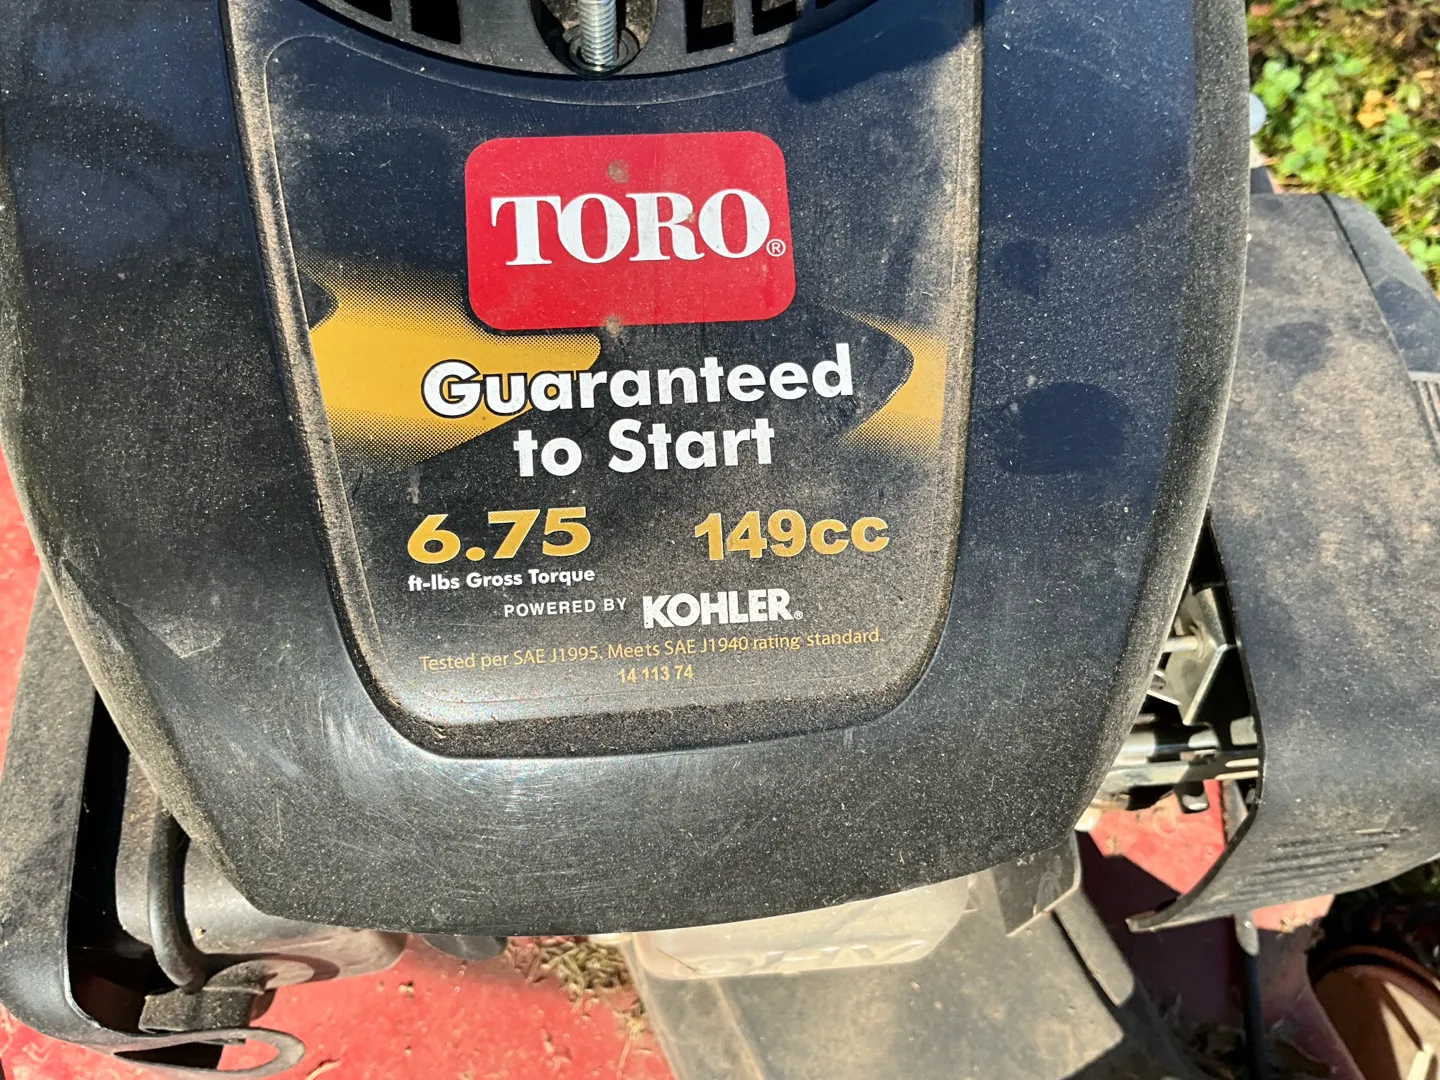 TORO®
Guaranteed
to Start
6.75 149cc
ft-lbs Gross Torque
POWERED BY KOHLER®
Tested per SAE J1995. Meets SAE J1940 rating standard.
14 113 74